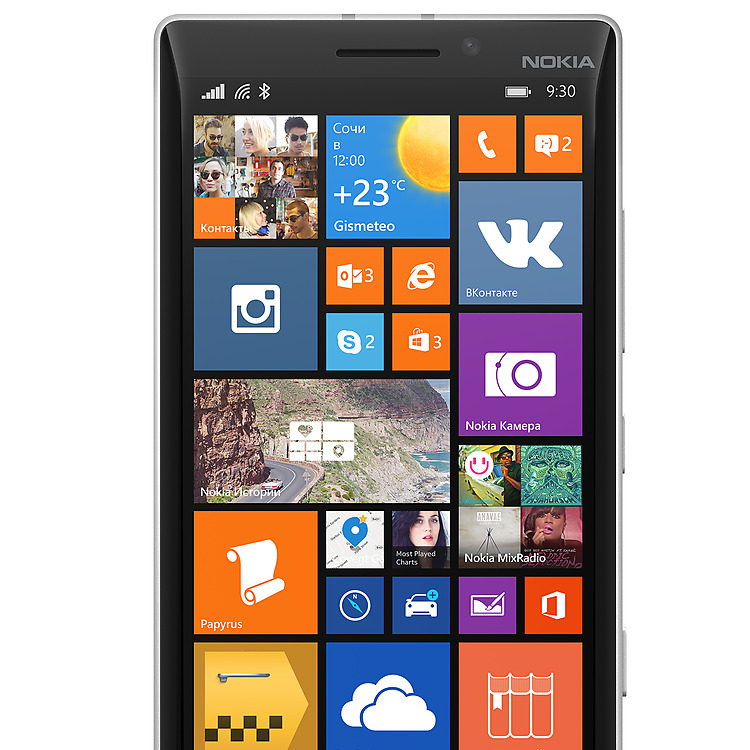 NOKIA
9:30
Контакты
Сочи
в
12:00
+23°C
Gismeteo
2
ВКонтакте
3
2
3
Nokia Камера
Nokia Истории
Papyrus
Most Played
Charts
ANAVAE
Nokia MixRadio